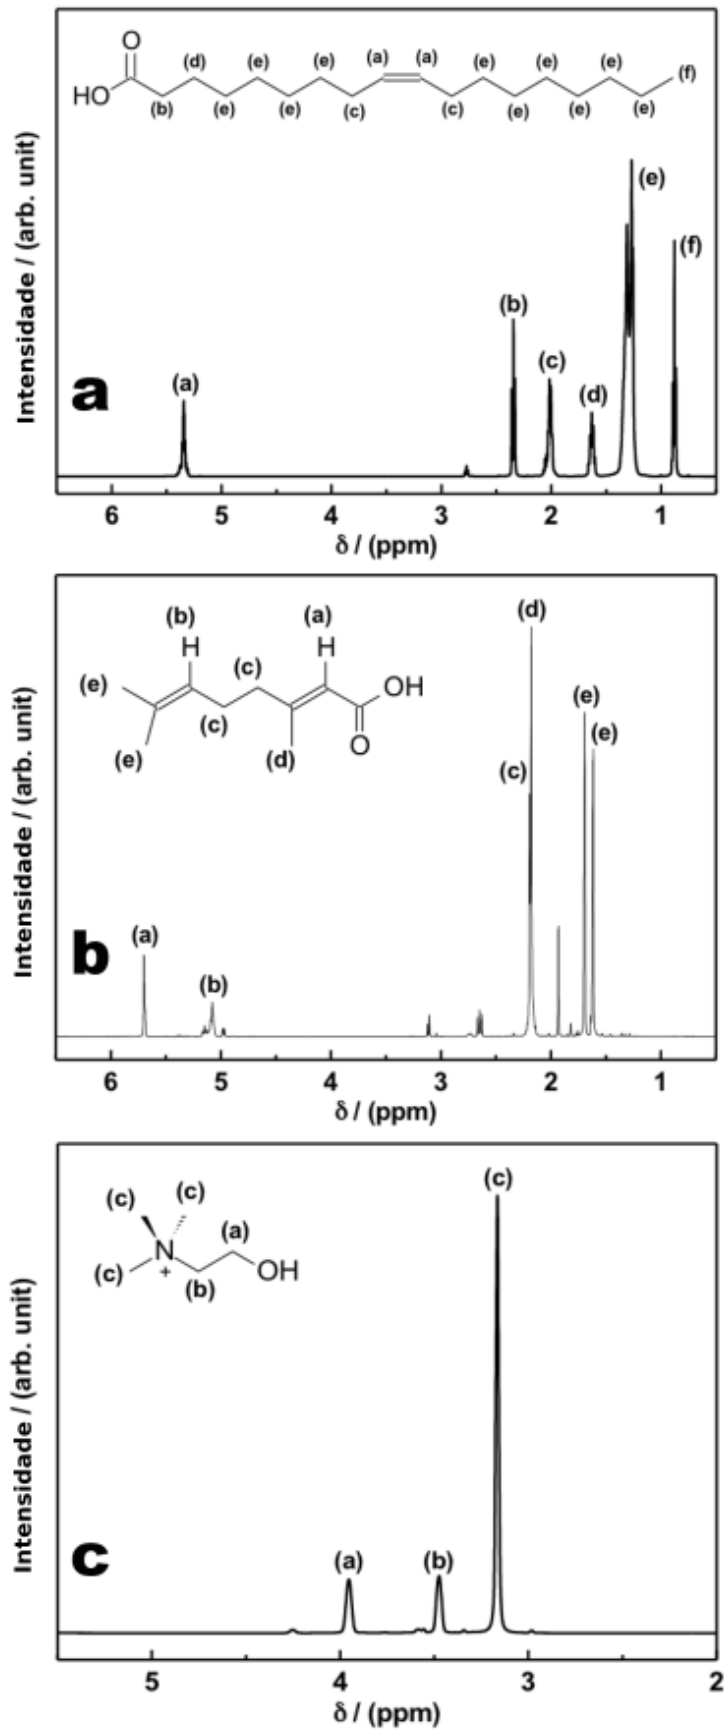 O
(d) (e) (e) (e) (a) (a) (e) (e) (e) (f)
HO
(b) (e) (e) (c) (c) (e) (e) (e)
(e)
(f)
(b)
(c)
(a)
(d)
a
Intensidade / (arb. unit)
6 5 4 3 2 1
δ / (ppm)
(b) (a)
(d)
H H
(c)
(e) OH
(e)
(c) O
(e) (d)
(e)
(c)
(a)
(b)
b
Intensidade / (arb. unit)
6 5 4 3 2 1
δ / (ppm)
(c)
(c) (c)
(a)
N
(c) + OH
(b)
(a) (b)
c
Intensidade / (arb. unit)
5 4 3 2
δ / (ppm)